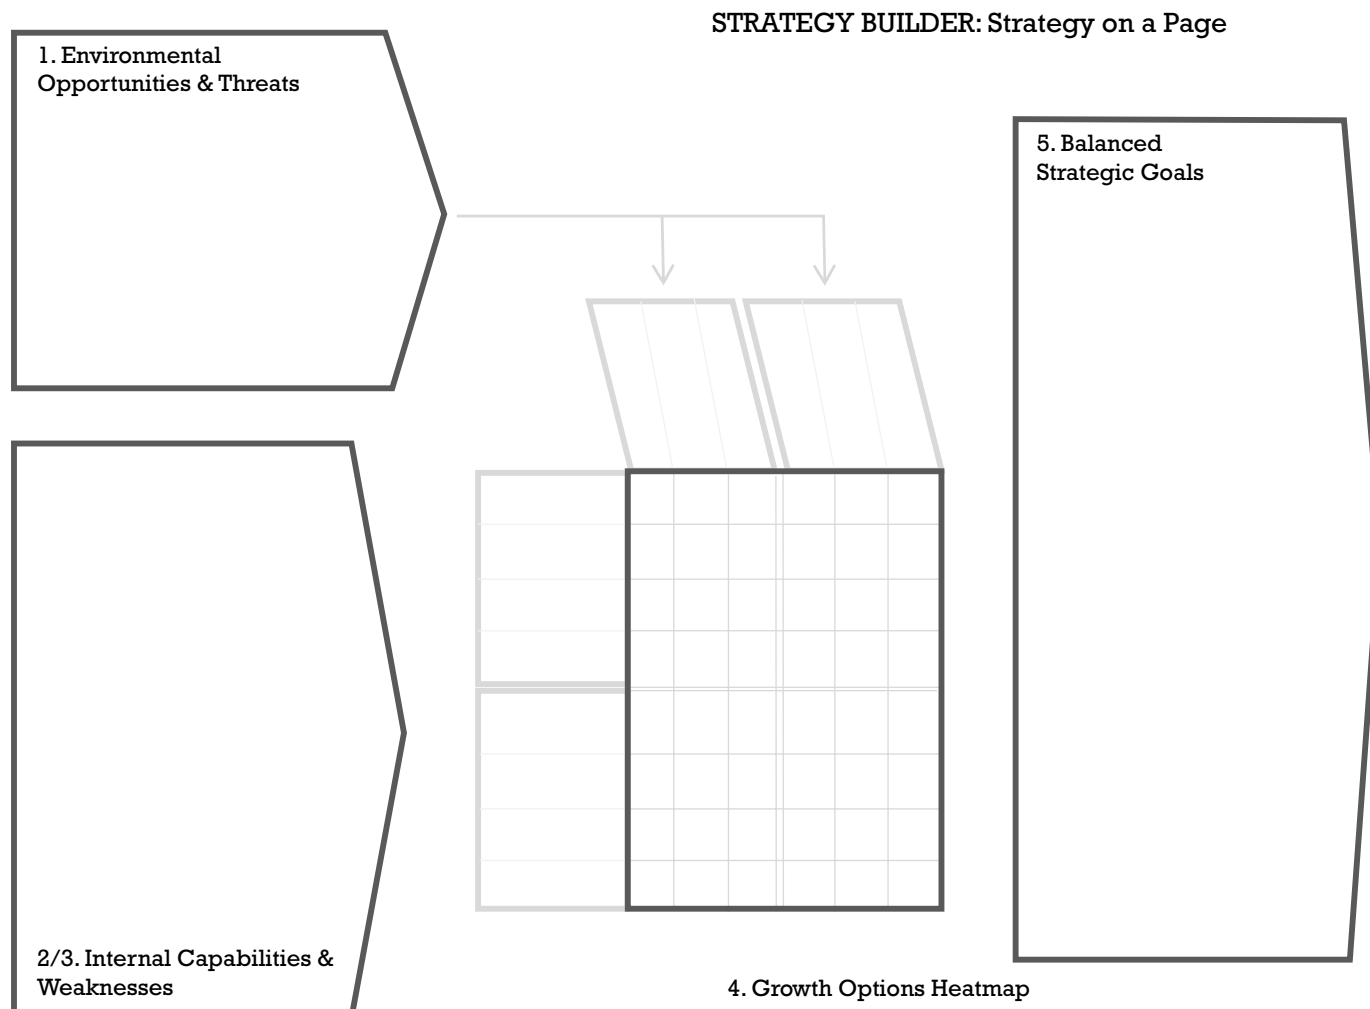 STRATEGY BUILDER: Strategy on a Page
1. Environmental
Opportunities & Threats
5. Balanced
Strategic Goals
2/3. Internal Capabilities &
Weaknesses
4. Growth Options Heatmap